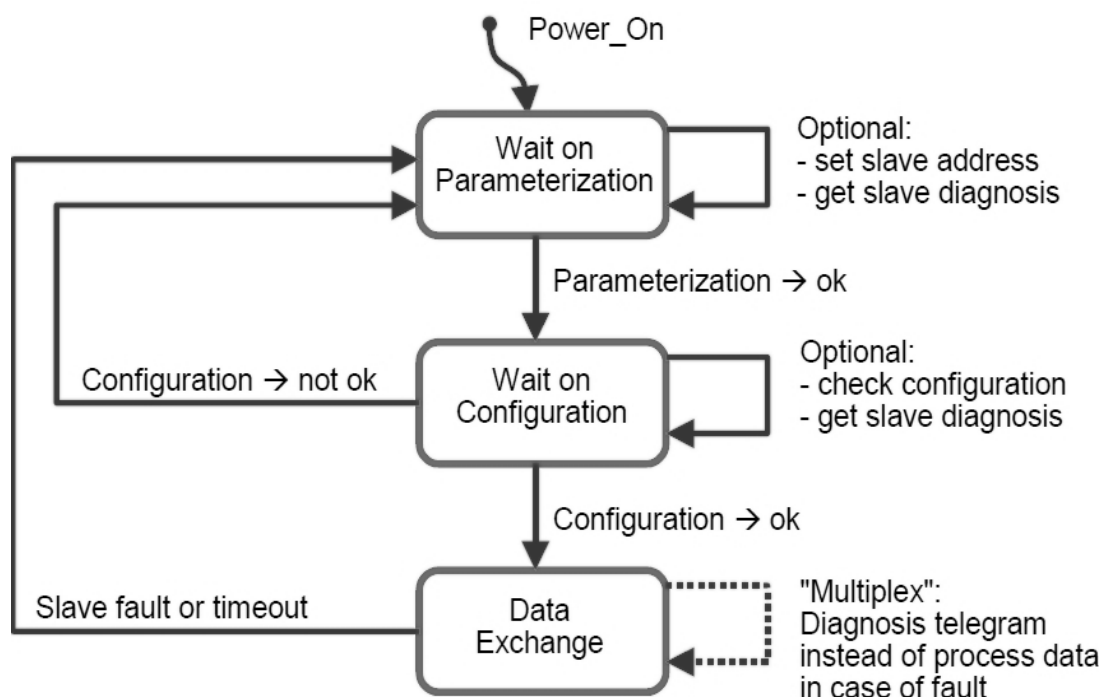 Power_On
Wait on
Parameterization
Optional:
- set slave address
- get slave diagnosis
Parameterization → ok
Configuration → not ok
Wait on
Configuration
Optional:
- check configuration
- get slave diagnosis
Configuration → ok
Slave fault or timeout
Data
Exchange
"Multiplex":
Diagnosis telegram
instead of process data
in case of fault